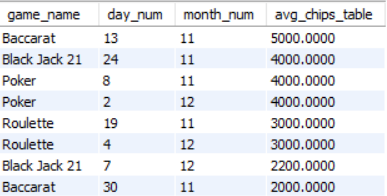 game_name day_num month_num avg_chips_table
Baccarat 13 11 5000.0000
Black Jack 21 24 11 4000.0000
Poker 8 11 4000.0000
Poker 2 12 4000.0000
Roulette 19 11 3000.0000
Roulette 4 12 3000.0000
Black Jack 21 7 12 2200.0000
Baccarat 30 11 2000.0000